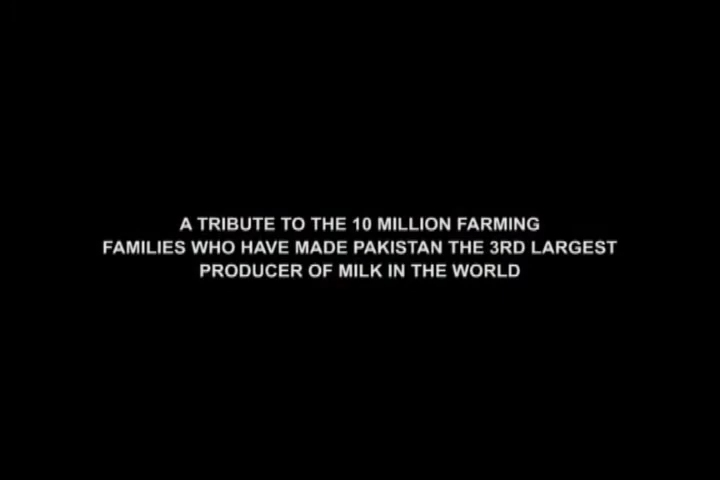 A TRIBUTE TO THE 10 MILLION FARMING
FAMILIES WHO HAVE MADE PAKISTAN THE 3RD LARGEST
PRODUCER OF MILK IN THE WORLD